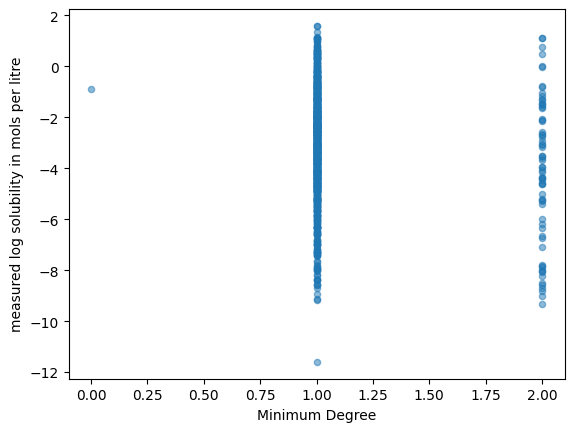 measured log solubility in mols per litre
2
0
−2
−4
−6
−8
−10
−12
0.00 0.25 0.50 0.75 1.00 1.25 1.50 1.75 2.00
Minimum Degree